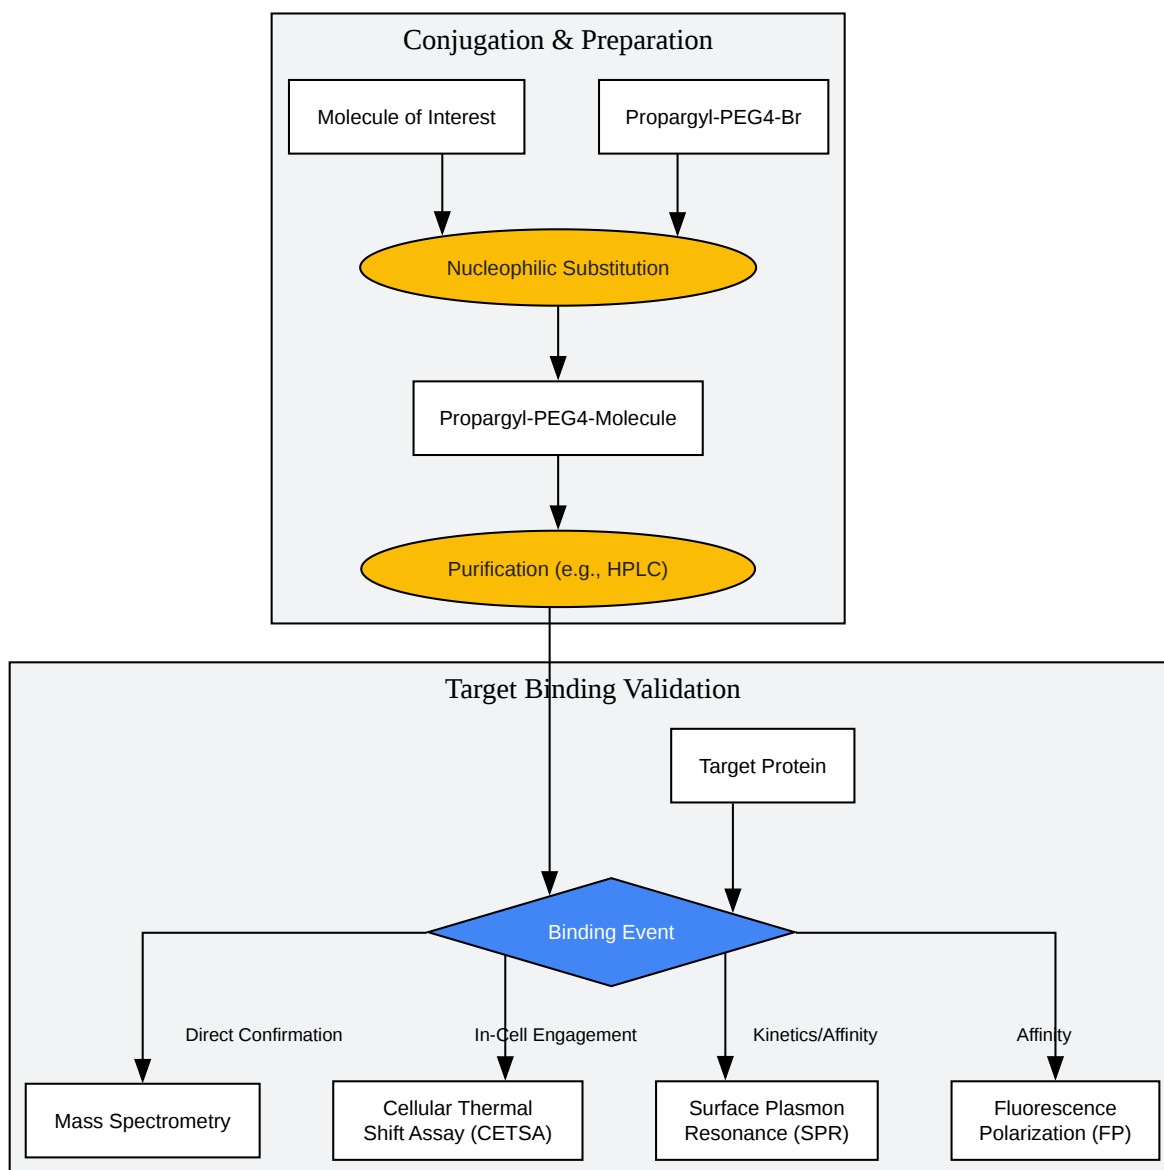 Conjugation & Preparation
Molecule of Interest
Propargyl-PEG4-Br
Nucleophilic Substitution
Propargyl-PEG4-Molecule
Purification (e.g., HPLC)
Target Binding Validation
Target Protein
Binding Event
Direct Confirmation
In-Cell Engagement
Kinetics/Affinity
Affinity
Mass Spectrometry
Cellular Thermal
Shift Assay (CETSA)
Surface Plasmon
Resonance (SPR)
Fluorescence
Polarization (FP)